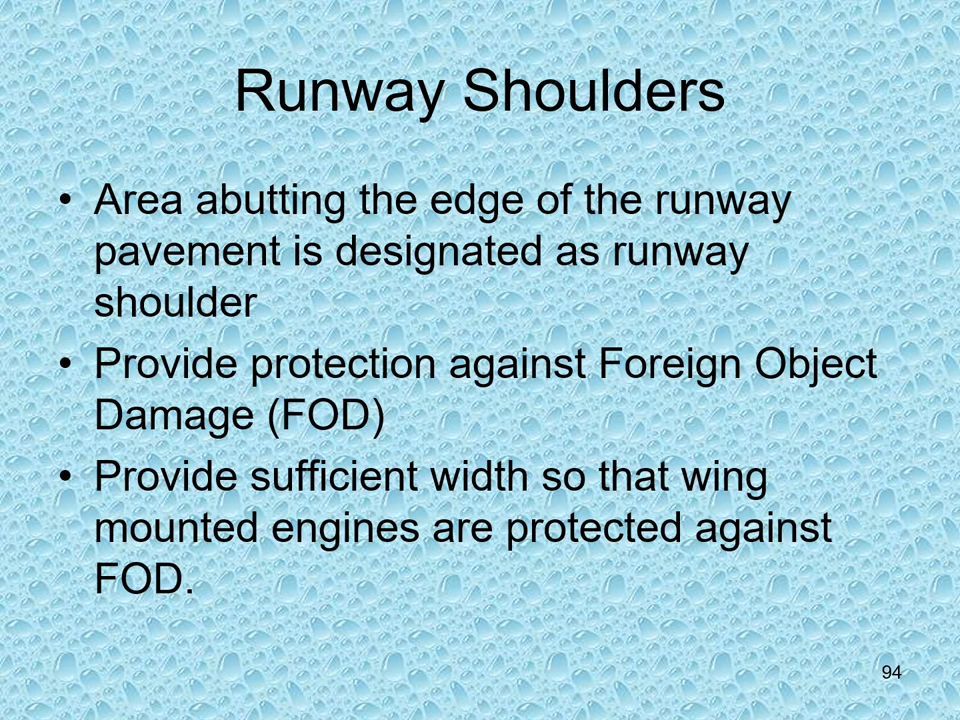 Runway Shoulders
• Area abutting the edge of the runway
pavement is designated as runway
shoulder
• Provide protection against Foreign Object
Damage (FOD)
• Provide sufficient width so that wing
mounted engines are protected against
FOD.
94